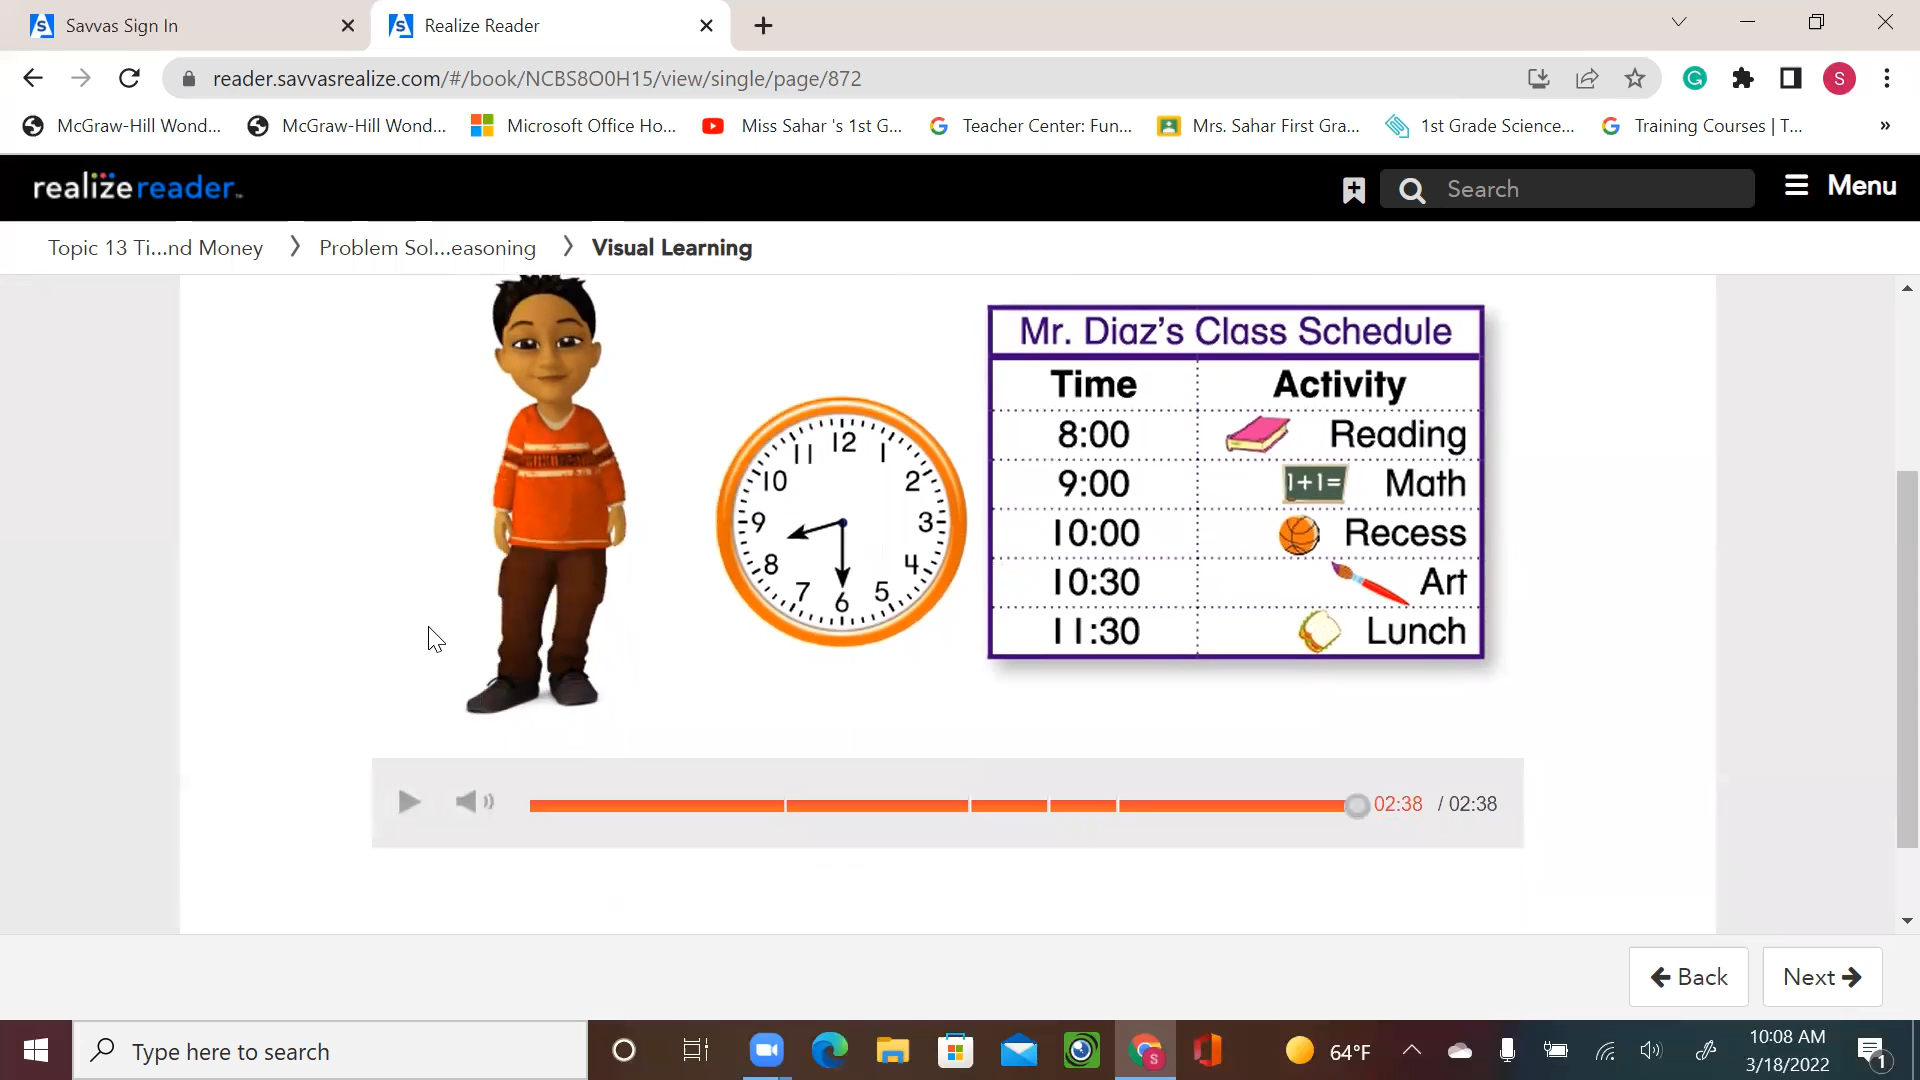 Savvas Sign In
Realize Reader
reader.savvasrealize.com/#/book/NCBS8O0H15/view/single/page/872
S
McGraw-Hill Wond...
McGraw-Hill Wond...
Microsoft Office Ho...
Miss Sahar 's 1st G...
Teacher Center: Fun...
Mrs. Sahar First Gra...
1st Grade Science...
Training Courses | T...
»
realizereader™
Search
Menu
Topic 13 Ti...nd Money
Problem Sol...easoning
Visual Learning
12
1
2
3
4
5
6
7
8
9
10
11
Mr. Diaz's Class Schedule
Time Activity
8:00 Reading
9:00 1+1= Math
10:00 Recess
10:30 Art
11:30 Lunch
02:38 / 02:38
Back
Next
Type here to search
64°F
10:08 AM
3/18/2022
1